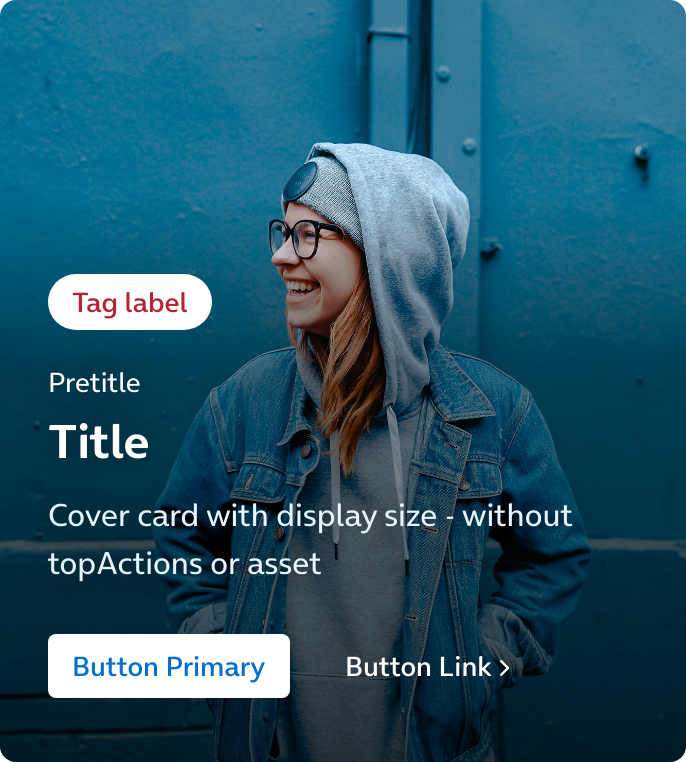 Tag label
Pretitle
Title
Cover card with display size - without
topActions or asset
Button Primary
Button Link